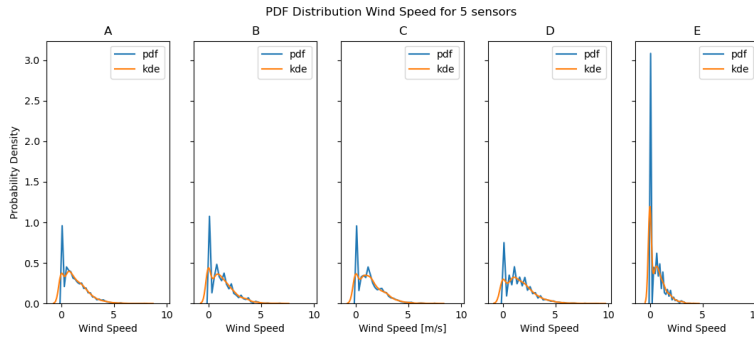 PDF Distribution Wind Speed for 5 sensors
A B C D E
pdf pdf pdf pdf pdf
kde kde kde kde kde
3.0
2.5
2.0
1.5
1.0
0.5
0.0
Probability Density
0 5 10 0 5 10 0 5 10 0 5 10 0 5 10
Wind Speed Wind Speed Wind Speed [m/s] Wind Speed Wind Speed